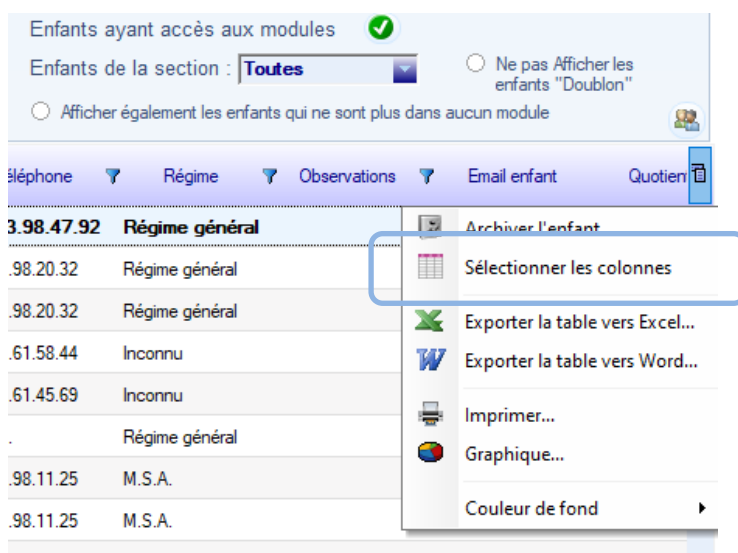 Enfants ayant accès aux modules
Enfants de la section : Toutes
Ne pas Afficher les
enfants "Doublon"
Afficher également les enfants qui ne sont plus dans aucun module
éléphone Régime Observations Email enfant Quotien
3.98.47.92 Régime général
.98.20.32 Régime général
.98.20.32 Régime général
.61.58.44 Inconnu
.61.45.69 Inconnu
. Régime général
.98.11.25 M.S.A.
.98.11.25 M.S.A.
Archiver l'enfant
Sélectionner les colonnes
Exporter la table vers Excel...
Exporter la table vers Word...
Imprimer...
Graphique...
Couleur de fond